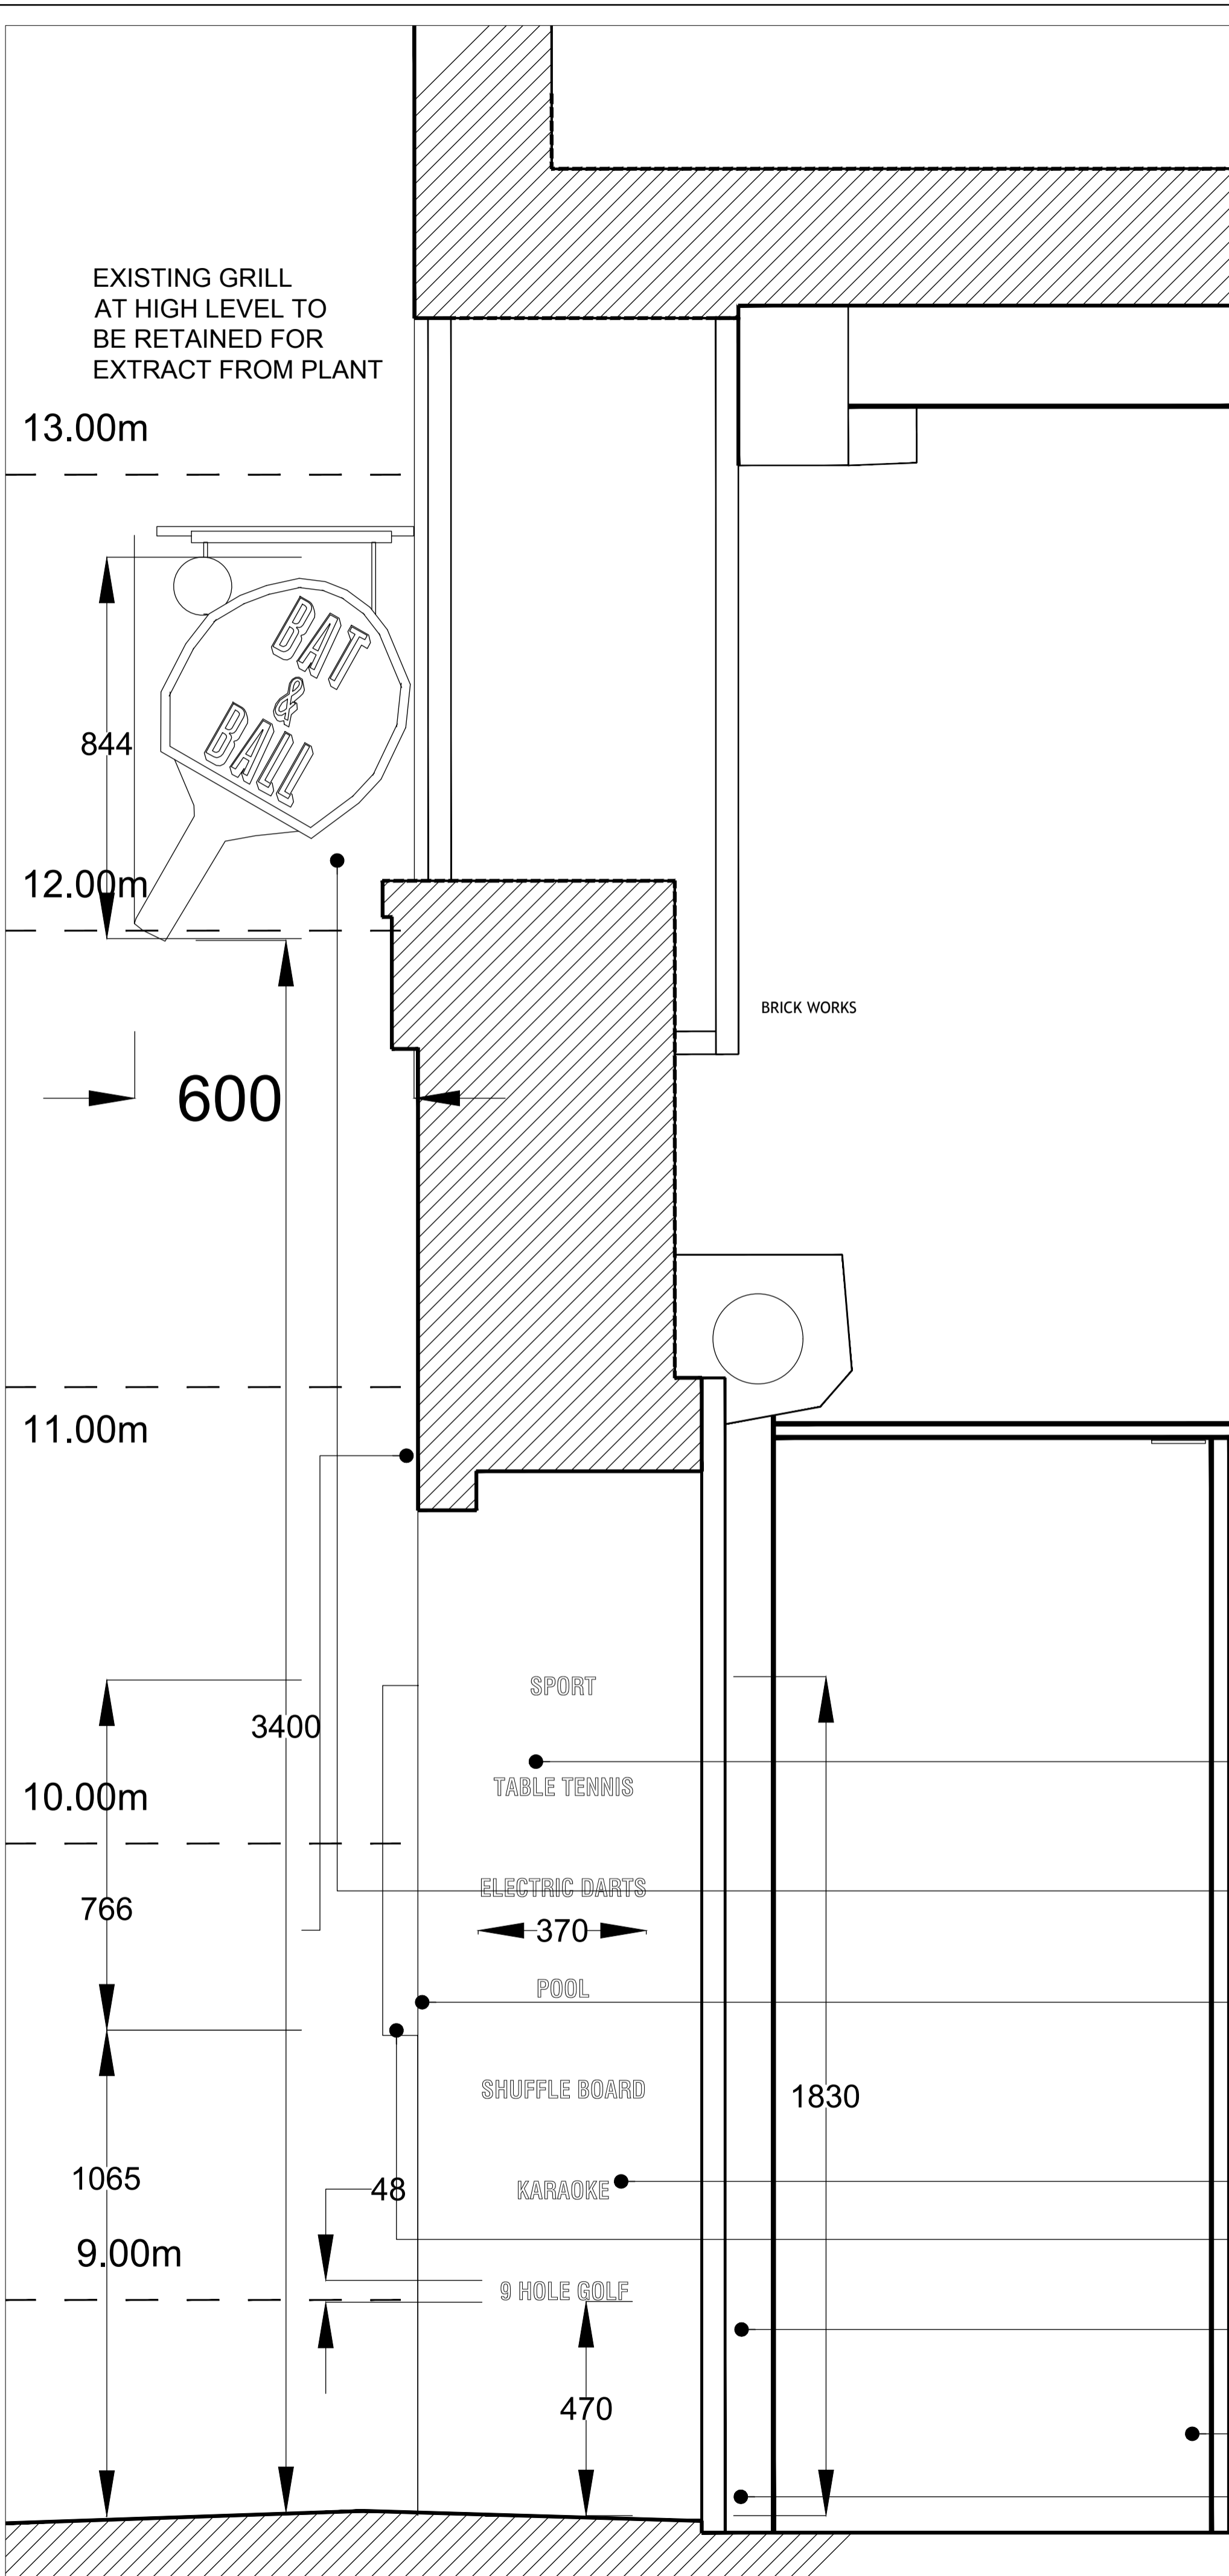 EXISTING GRILL
AT HIGH LEVEL TO
BE RETAINED FOR
EXTRACT FROM PLANT
13.00m
BAT
&
BALL
844
12.00m
BRICK WORKS
600
11.00m
SPORT
3400
TABLE TENNIS
10.00m
ELECTRIC DARTS
766
370
POOL
SHUFFLE BOARD
1830
1065
48
KARAOKE
9.00m
9 HOLE GOLF
470